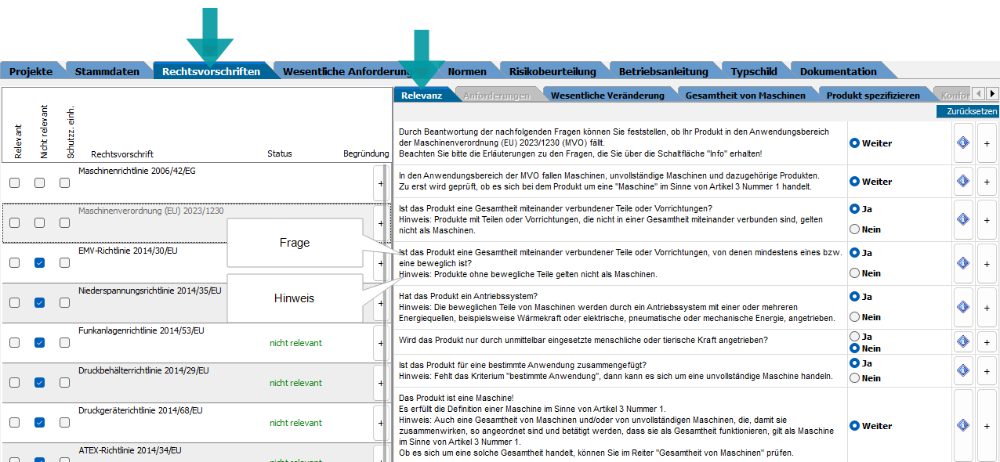 Projekte
Stammdaten
Rechtsvorschriften
Wesentliche Anforderung
Normen
Risikobeurteilung
Betriebsanleitung
Typschild
Dokumentation
Relevant
Nicht relevant
Schutzz. einh.
Rechtsvorschrift
Status
Begründung
Maschinenrichtlinie 2006/42/EG
+
Maschinenverordnung (EU) 2023/1230
+
EMV-Richtlinie 2014/30/EU
+
Niederspannungsrichtlinie 2014/35/EU
+
Funkanlagenrichtlinie 2014/53/EU
nicht relevant
+
Druckbehälterrichtlinie 2014/29/EU
nicht relevant
+
Druckgeräterichtlinie 2014/68/EU
nicht relevant
+
ATEX-Richtlinie 2014/34/EU
nicht relevant
Frage
Hinweis
Relevanz
Anforderungen
Wesentliche Veränderung
Gesamtheit von Maschinen
Produkt spezifizieren
Konfor
Zurücksetzen
Durch Beantwortung der nachfolgenden Fragen können Sie feststellen, ob Ihr Produkt in den Anwendungsbereich
der Maschinenverordnung (EU) 2023/1230 (MVO) fällt.
Beachten Sie bitte die Erläuterungen zu den Fragen, die Sie über die Schaltfläche "Info" erhalten!
Weiter
+
In den Anwendungsbereich der MVO fallen Maschinen, unvollständige Maschinen und dazugehörige Produkten.
Zu erst wird geprüft, ob es sich bei dem Produkt um eine "Maschine" im Sinne von Artikel 3 Nummer 1 handelt.
Weiter
+
Ist das Produkt eine Gesamtheit miteinander verbundener Teile oder Vorrichtungen?
Hinweis: Produkte mit Teilen oder Vorrichtungen, die nicht in einer Gesamtheit miteinander verbunden sind, gelten
nicht als Maschinen.
Ja
Nein
+
Ist das Produkt eine Gesamtheit miteinander verbundener Teile oder Vorrichtungen, von denen mindestens eines bzw.
eine beweglich ist?
Hinweis: Produkte ohne bewegliche Teile gelten nicht als Maschinen.
Ja
Nein
+
Hat das Produkt ein Antriebssystem?
Hinweis: Die beweglichen Teile von Maschinen werden durch ein Antriebssystem mit einer oder mehreren
Energiequellen, beispielsweise Wärmekraft oder elektrische, pneumatische oder mechanische Energie, angetrieben.
Ja
Nein
+
Wird das Produkt nur durch unmittelbar eingesetzte menschliche oder tierische Kraft angetrieben?
Ja
Nein
+
Ist das Produkt für eine bestimmte Anwendung zusammengefügt?
Hinweis: Fehlt das Kriterium "bestimmte Anwendung", dann kann es sich um eine unvollständige Maschine handeln.
Ja
Nein
+
Das Produkt ist eine Maschine!
Es erfüllt die Definition einer Maschine im Sinne von Artikel 3 Nummer 1.
Hinweis: Auch eine Gesamtheit von Maschinen und/oder von unvollständigen Maschinen, die, damit sie
zusammenwirken, so angeordnet sind und betätigt werden, dass sie als Gesamtheit funktionieren, gilt als Maschine
im Sinne von Artikel 3 Nummer 1.
Ob es sich um eine solche Gesamtheit handelt, können Sie im Reiter "Gesamtheit von Maschinen" prüfen.
Weiter
+